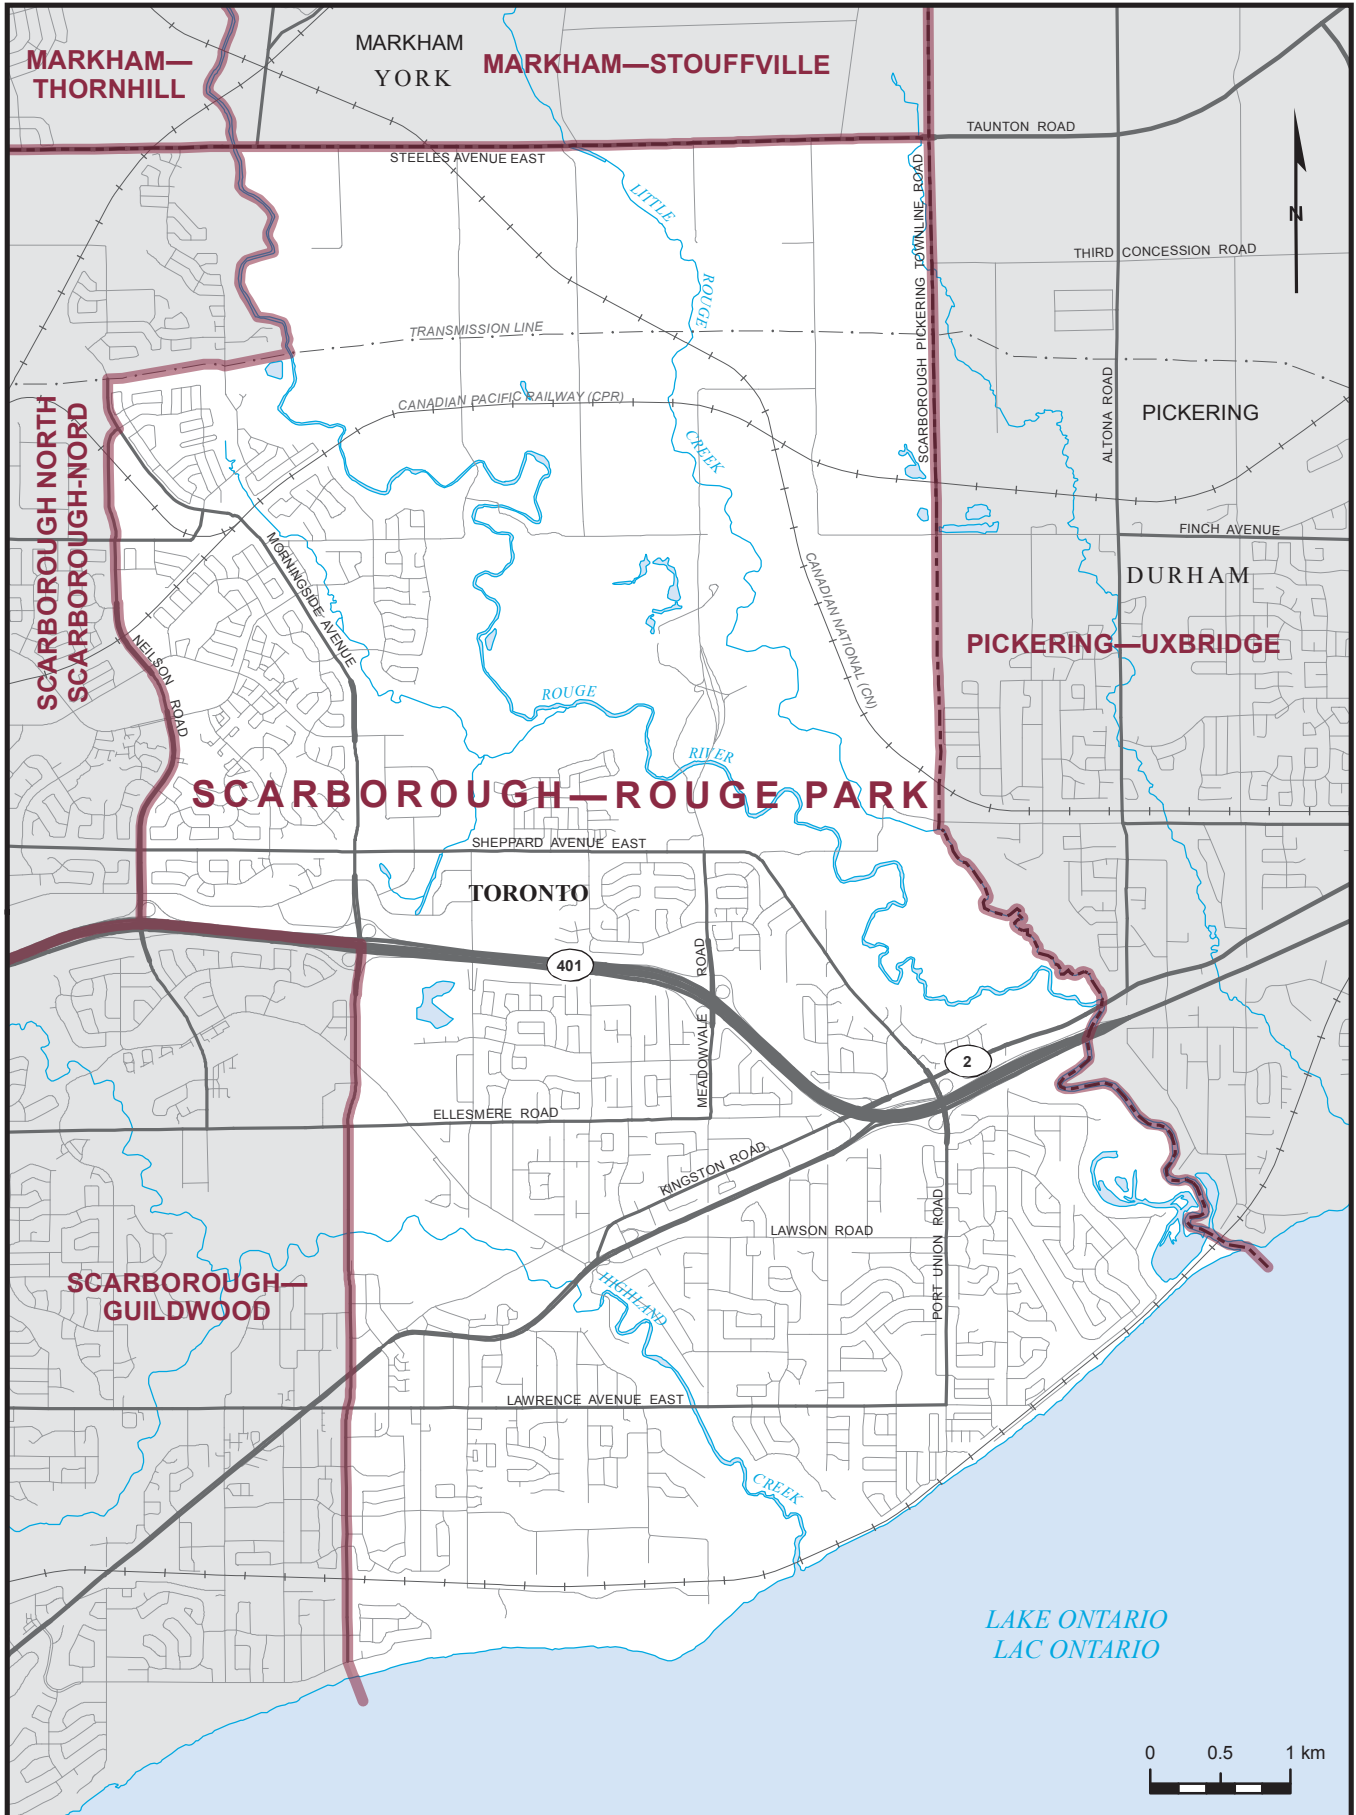 MARKHAM—
THORNHILL
MARKHAM
YORK
MARKHAM—STOUFFVILLE
TAUNTON ROAD
STEELES AVENUE EAST
LITTLE
ROUGE
CREEK
SCARBOROUGH PICKERING TOWNLINE ROAD
N
THIRD CONCESSION ROAD
TRANSMISSION LINE
CANADIAN PACIFIC RAILWAY (CPR)
ALTONA ROAD
PICKERING
SCARBOROUGH NORTH
SCARBOROUGH-NORD
FINCH AVENUE
MORNINGSIDE AVENUE
CANADIAN NATIONAL (CN)
DURHAM
PICKERING—UXBRIDGE
NEILSON ROAD
ROUGE
RIVER
SCARBOROUGH—ROUGE PARK
SHEPPARD AVENUE EAST
TORONTO
401
MEADOWVALE ROAD
2
ELLESMERE ROAD
KINGSTON ROAD
LAWSON ROAD
PORT UNION ROAD
SCARBOROUGH—
GUILDWOOD
HIGHLAND
LAWRENCE AVENUE EAST
CREEK
LAKE ONTARIO
LAC ONTARIO
0 0.5 1 km